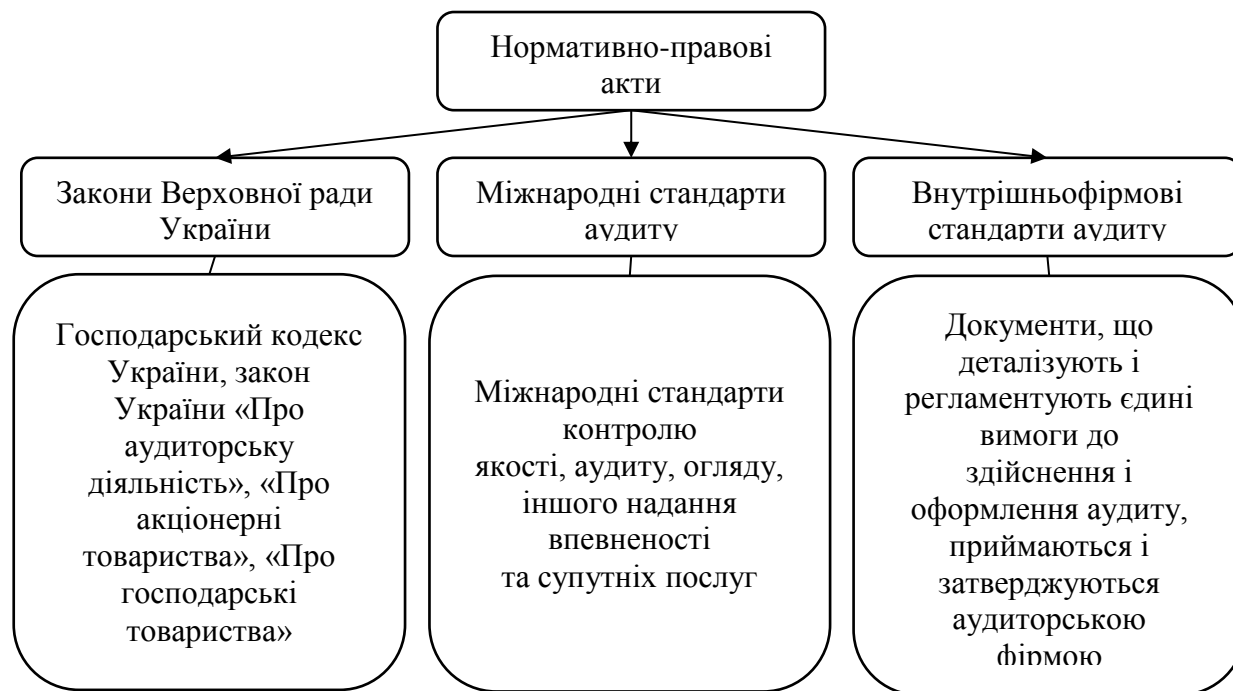 Нормативно-правові
акти
Закони Верховної ради
України
Міжнародні стандарти
аудиту
Внутрішньофірмові
стандарти аудиту
Господарський кодекс
України, закон
України «Про
аудиторську
діяльність», «Про
акціонерні
товариства», «Про
господарські
товариства»
Міжнародні стандарти
контролю
якості, аудиту, огляду,
іншого надання
впевненості
та супутніх послуг
Документи, що
деталізують і
регламентують єдині
вимоги до
здійснення і
оформлення аудиту,
приймаються і
затверджуються
аудиторською
фірмою